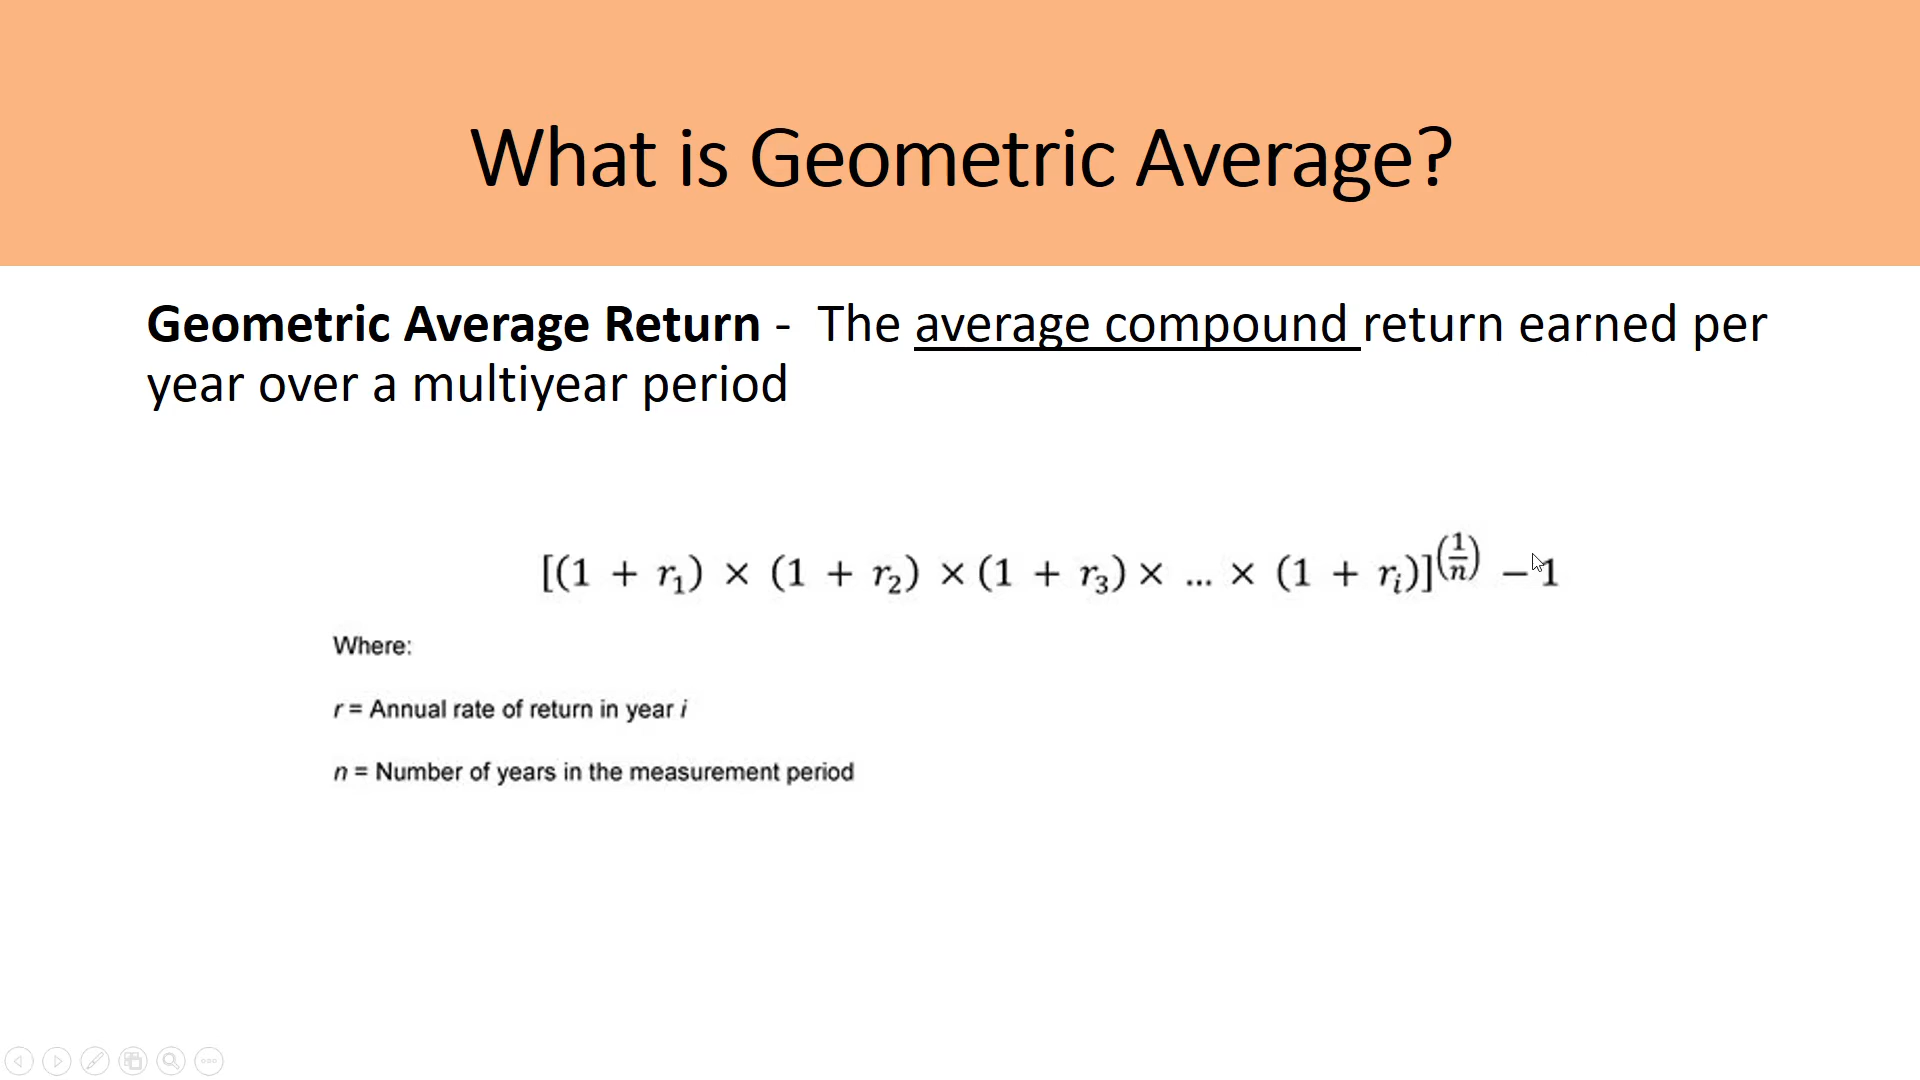 What is Geometric Average?
Geometric Average Return -  The average compound return earned per
year over a multiyear period
[(1 + r₁) × (1 + r₂) × (1 + r₃) × ... × (1 + rᵢ)]^(1/n) − 1
Where:
r = Annual rate of return in year i
n = Number of years in the measurement period